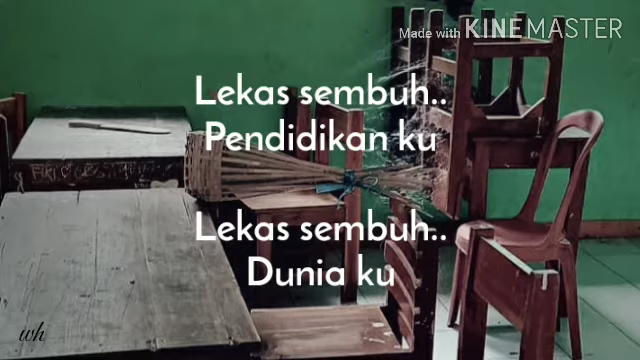 Made with KINEMASTER
Lekas sembuh..
Pendidikan ku
Lekas sembuh..
Dunia ku
wh